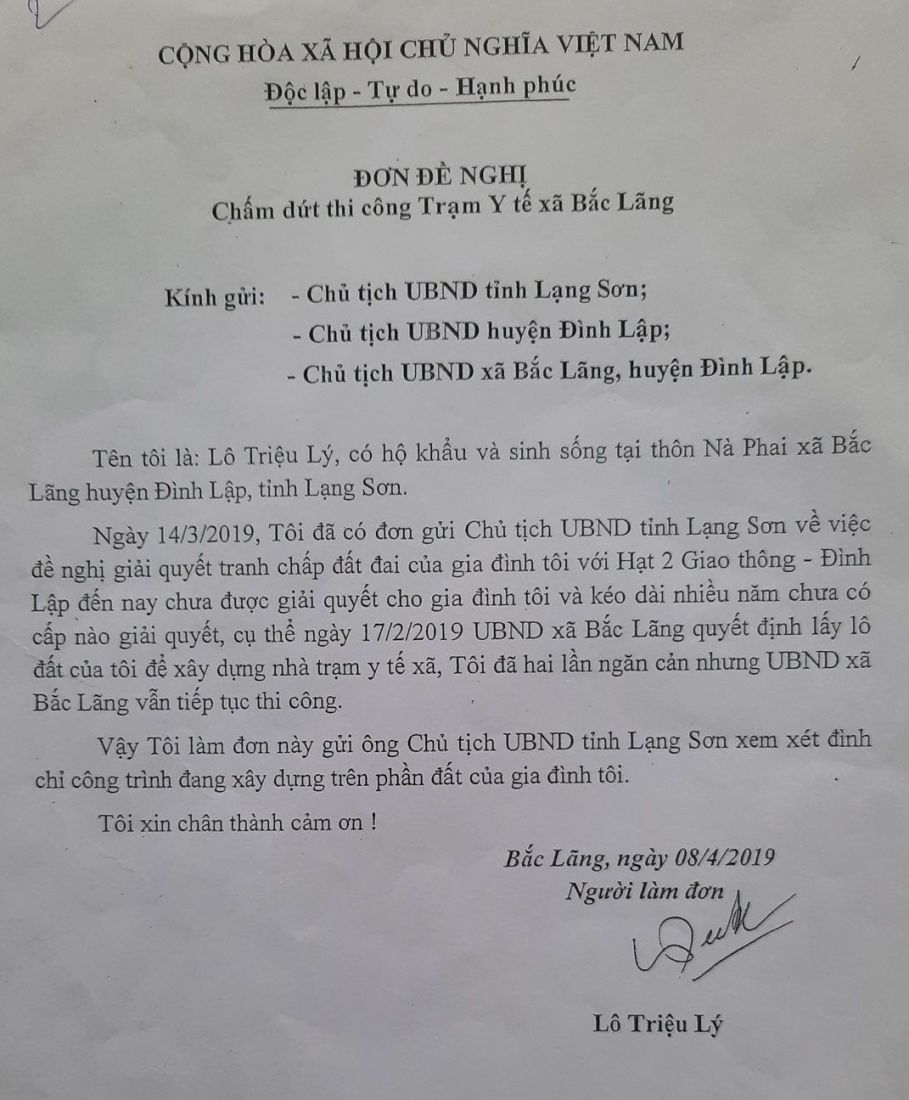 CỘNG HÒA XÃ HỘI CHỦ NGHĨA VIỆT NAM
Độc lập - Tự do - Hạnh phúc
ĐƠN ĐỀ NGHỊ
Chấm dứt thi công Trạm Y tế xã Bắc Lãng
Kính gửi: - Chủ tịch UBND tỉnh Lạng Sơn;
- Chủ tịch UBND huyện Đình Lập;
- Chủ tịch UBND xã Bắc Lãng, huyện Đình Lập.
Tên tôi là: Lô Triệu Lý, có hộ khẩu và sinh sống tại thôn Nà Phai xã Bắc
Lãng huyện Đình Lập, tỉnh Lạng Sơn.
Ngày 14/3/2019, Tôi đã có đơn gửi Chủ tịch UBND tỉnh Lạng Sơn về việc
đề nghị giải quyết tranh chấp đất đai của gia đình tôi với Hạt 2 Giao thông - Đình
Lập đến nay chưa được giải quyết cho gia đình tôi và kéo dài nhiều năm chưa có
cấp nào giải quyết, cụ thể ngày 17/2/2019 UBND xã Bắc Lãng quyết định lấy lô
đất của tôi để xây dựng nhà trạm y tế xã, Tôi đã hai lần ngăn cản nhưng UBND xã
Bắc Lãng vẫn tiếp tục thi công.
Vậy Tôi làm đơn này gửi ông Chủ tịch UBND tỉnh Lạng Sơn xem xét đình
chỉ công trình đang xây dựng trên phần đất của gia đình tôi.
Tôi xin chân thành cảm ơn !
Bắc Lãng, ngày 08/4/2019
Người làm đơn
Lô Triệu Lý